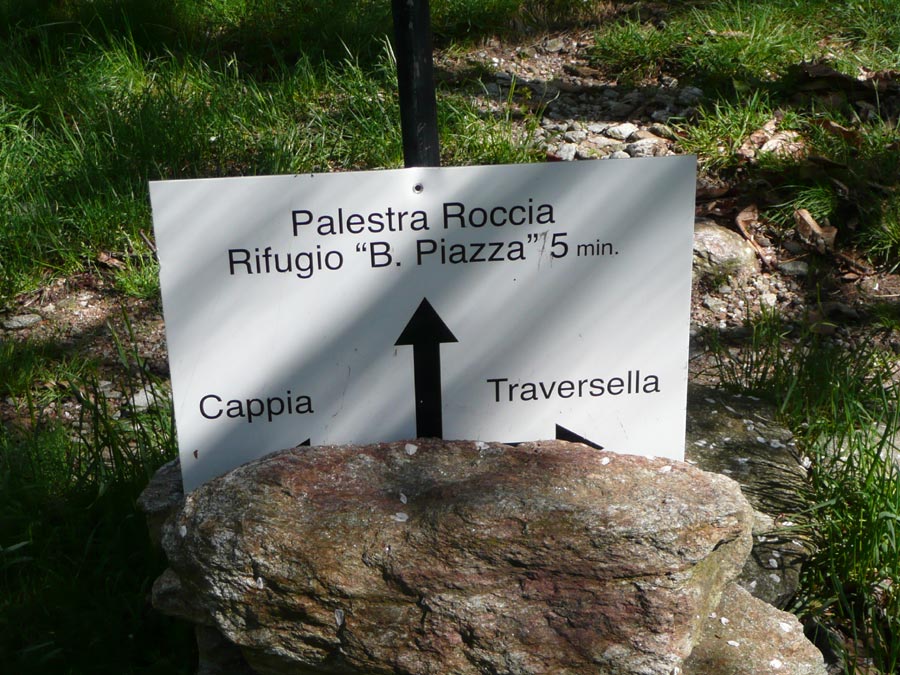 Palestra Roccia
Rifugio “B. Piazza” 5 min.
Cappia
Traversella